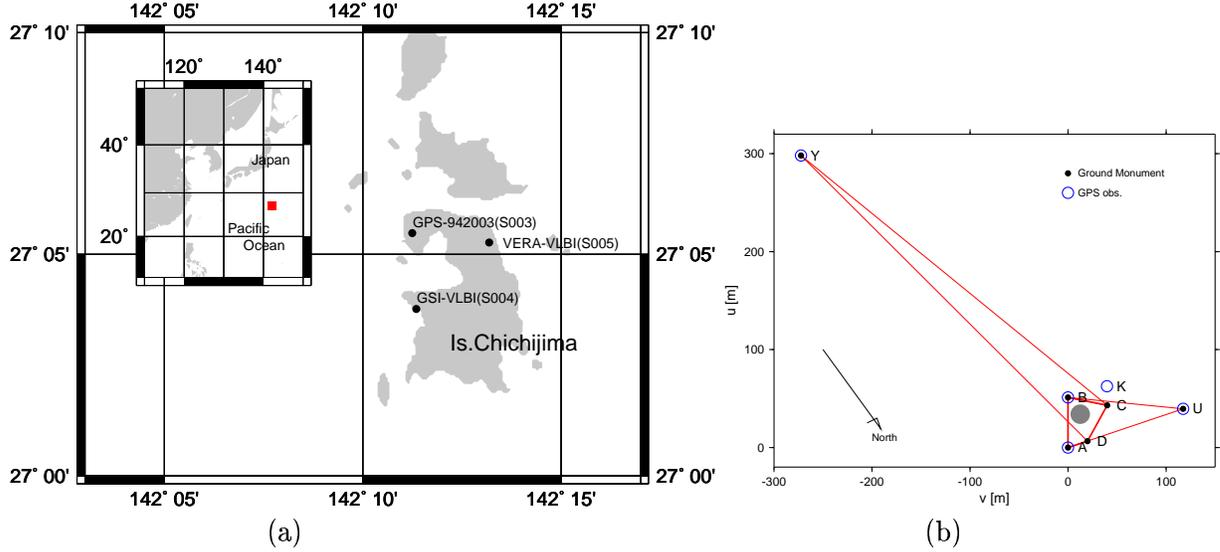 142˚ 05' 142˚ 10' 142˚ 15'
27˚ 10' 27˚ 10'
120˚ 140˚
40˚
Japan
Pacific
Ocean
20˚
GPS-942003(S003)
VERA-VLBI(S005)
27˚ 05' 27˚ 05'
GSI-VLBI(S004)
Is.Chichijima
27˚ 00' 27˚ 00'
142˚ 05' 142˚ 10' 142˚ 15'
(a)
300
Y
Ground Monument
GPS obs.
200
u [m]
100
K
B
C
U
North
0
A
D
-300 -200 -100 0 100
v [m]
(b)